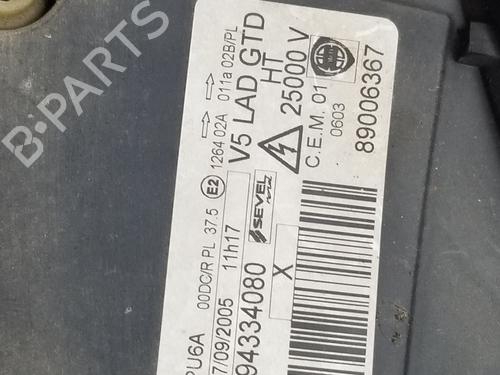 B-PARTS
011a 02B/PL
1264 02A
E2
00DC/R PL 37.5
PU6A
V5 LAD GTD
11h17
7/09/2005
HT
25000 V
SEVEL
94334080
C.E.M. 01
0603
X
89006367